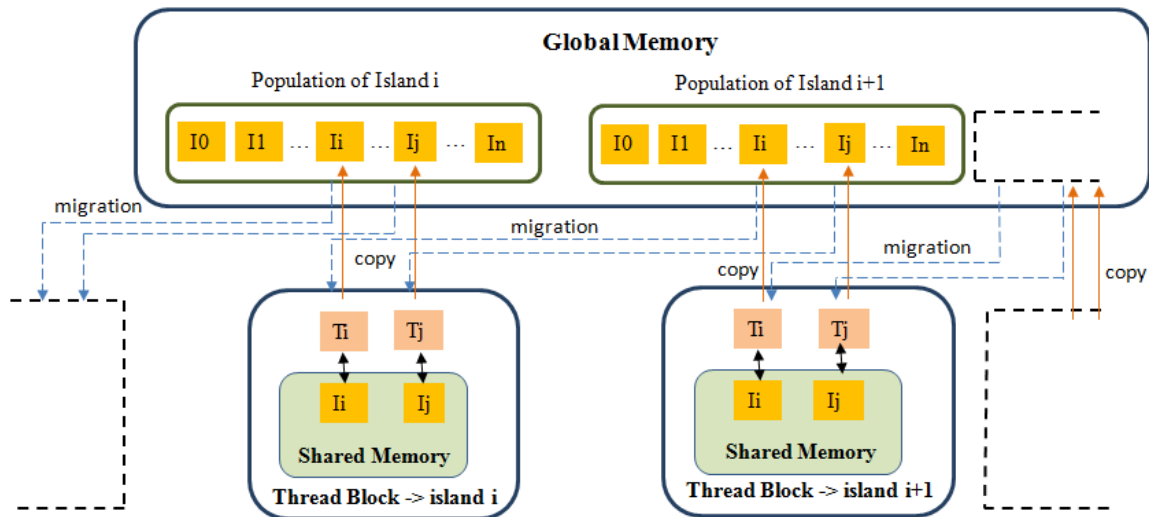 Global Memory
Population of Island i
Population of Island i+1
I0 I1 ... Ii ... Ij ... In
I0 I1 ... Ii ... Ij ... In
migration
migration
migration
copy
copy
copy
Ti Tj
Ti Tj
Ii Ij
Ii Ij
Shared Memory
Shared Memory
Thread Block -> island i
Thread Block -> island i+1